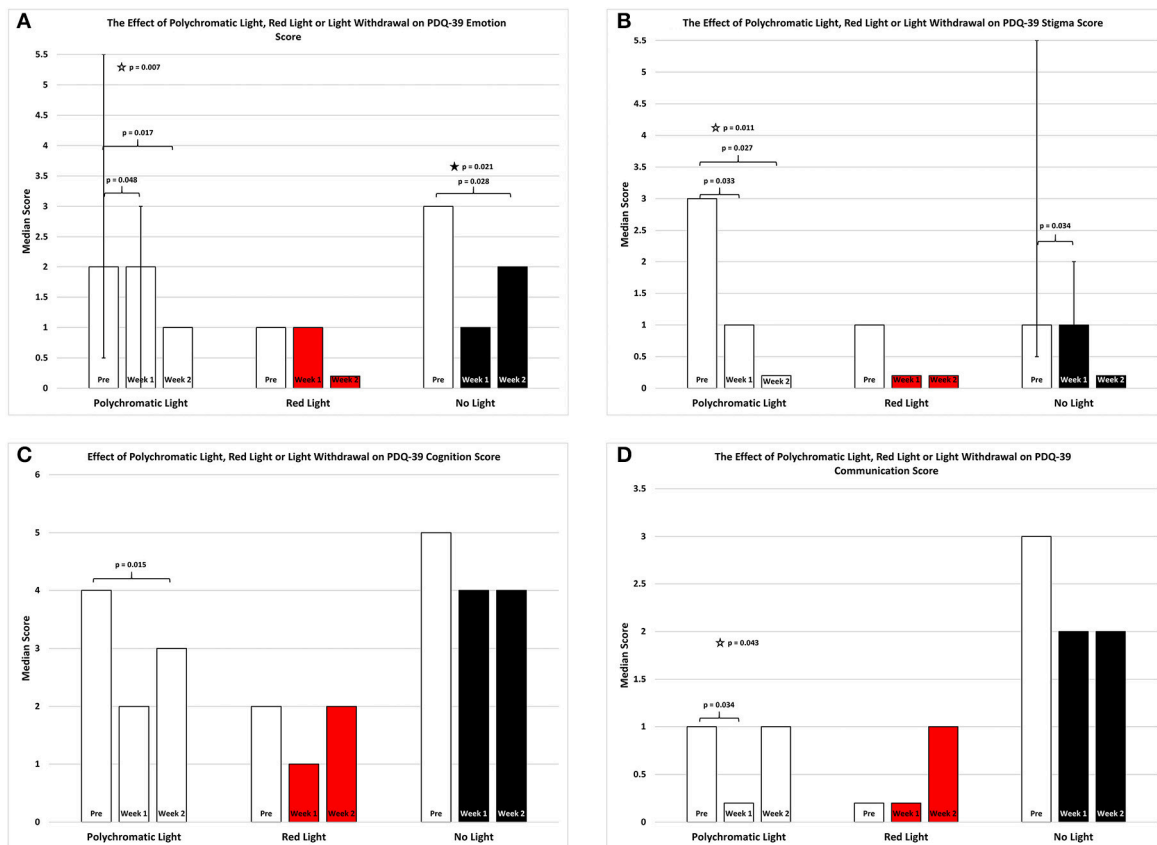 A
The Effect of Polychromatic Light, Red Light or Light Withdrawal on PDQ-39 Emotion
Score
5.5
5
4.5
4
3.5
3
2.5
2
1.5
1
0.5
0
Median Score
☆ p = 0.007
p = 0.017
p = 0.048
★ p = 0.021
p = 0.028
Pre
Week 1
Week 2
Pre
Week 1
Week 2
Pre
Week 1
Week 2
Polychromatic Light
Red Light
No Light
B
The Effect of Polychromatic Light, Red Light or Light Withdrawal on PDQ-39 Stigma Score
5.5
5
4.5
4
3.5
3
2.5
2
1.5
1
0.5
0
Median Score
☆ p = 0.011
p = 0.027
p = 0.033
p = 0.034
Pre
Week 1
Week 2
Pre
Week 1
Week 2
Pre
Week 1
Week 2
Polychromatic Light
Red Light
No Light
C
Effect of Polychromatic Light, Red Light or Light Withdrawal on PDQ-39 Cognition Score
6
5
4
3
2
1
0
Median Score
p = 0.015
Pre
Week 1
Week 2
Pre
Week 1
Week 2
Pre
Week 1
Week 2
Polychromatic Light
Red Light
No Light
D
The Effect of Polychromatic Light, Red Light or Light Withdrawal on PDQ-39
Communication Score
3.5
3
2.5
2
1.5
1
0.5
0
Median Score
☆ p = 0.043
p = 0.034
Pre
Week 1
Week 2
Pre
Week 1
Week 2
Pre
Week 1
Week 2
Polychromatic Light
Red Light
No Light